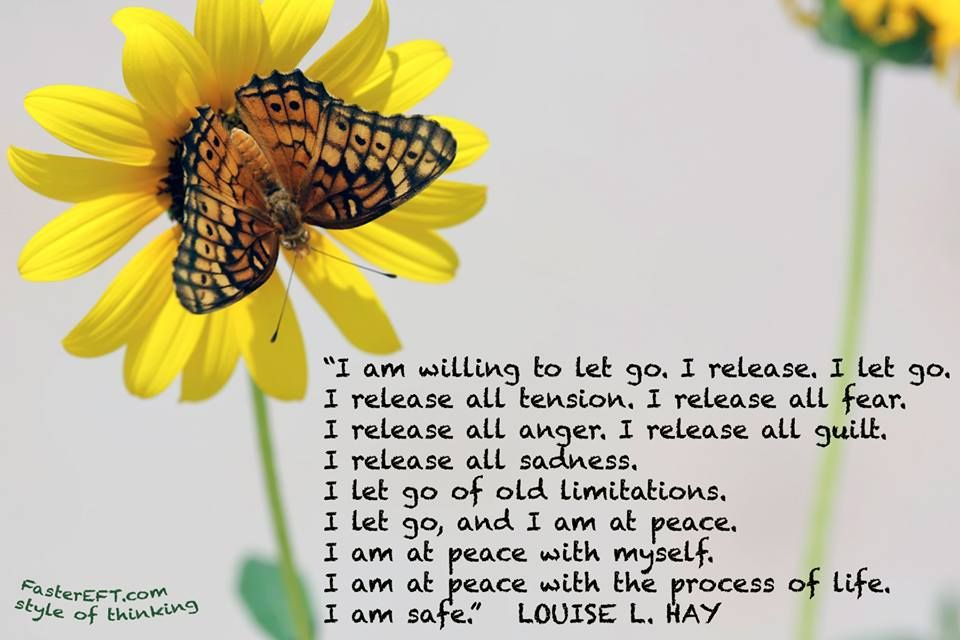 “I am willing to let go. I release. I let go.
I release all tension. I release all fear.
I release all anger. I release all guilt.
I release all sadness.
I let go of old limitations.
I let go, and I am at peace.
I am at peace with myself.
I am at peace with the process of life.
I am safe.” LOUISE L. HAY
FasterEFT.com
style of thinking